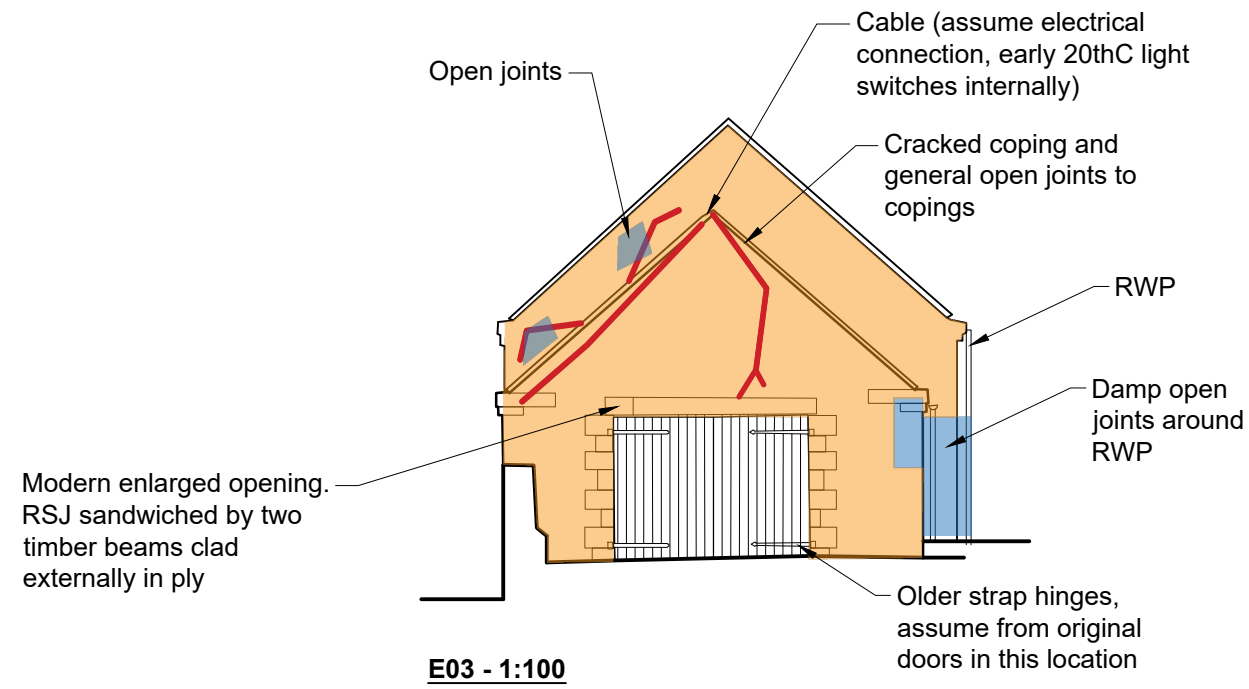 Cable (assume electrical
connection, early 20thC light
switches internally)
Open joints
Cracked coping and
general open joints to
copings
RWP
Damp open
joints around
RWP
Modern enlarged opening.
RSJ sandwiched by two
timber beams clad
externally in ply
Older strap hinges,
assume from original
doors in this location
E03 - 1:100